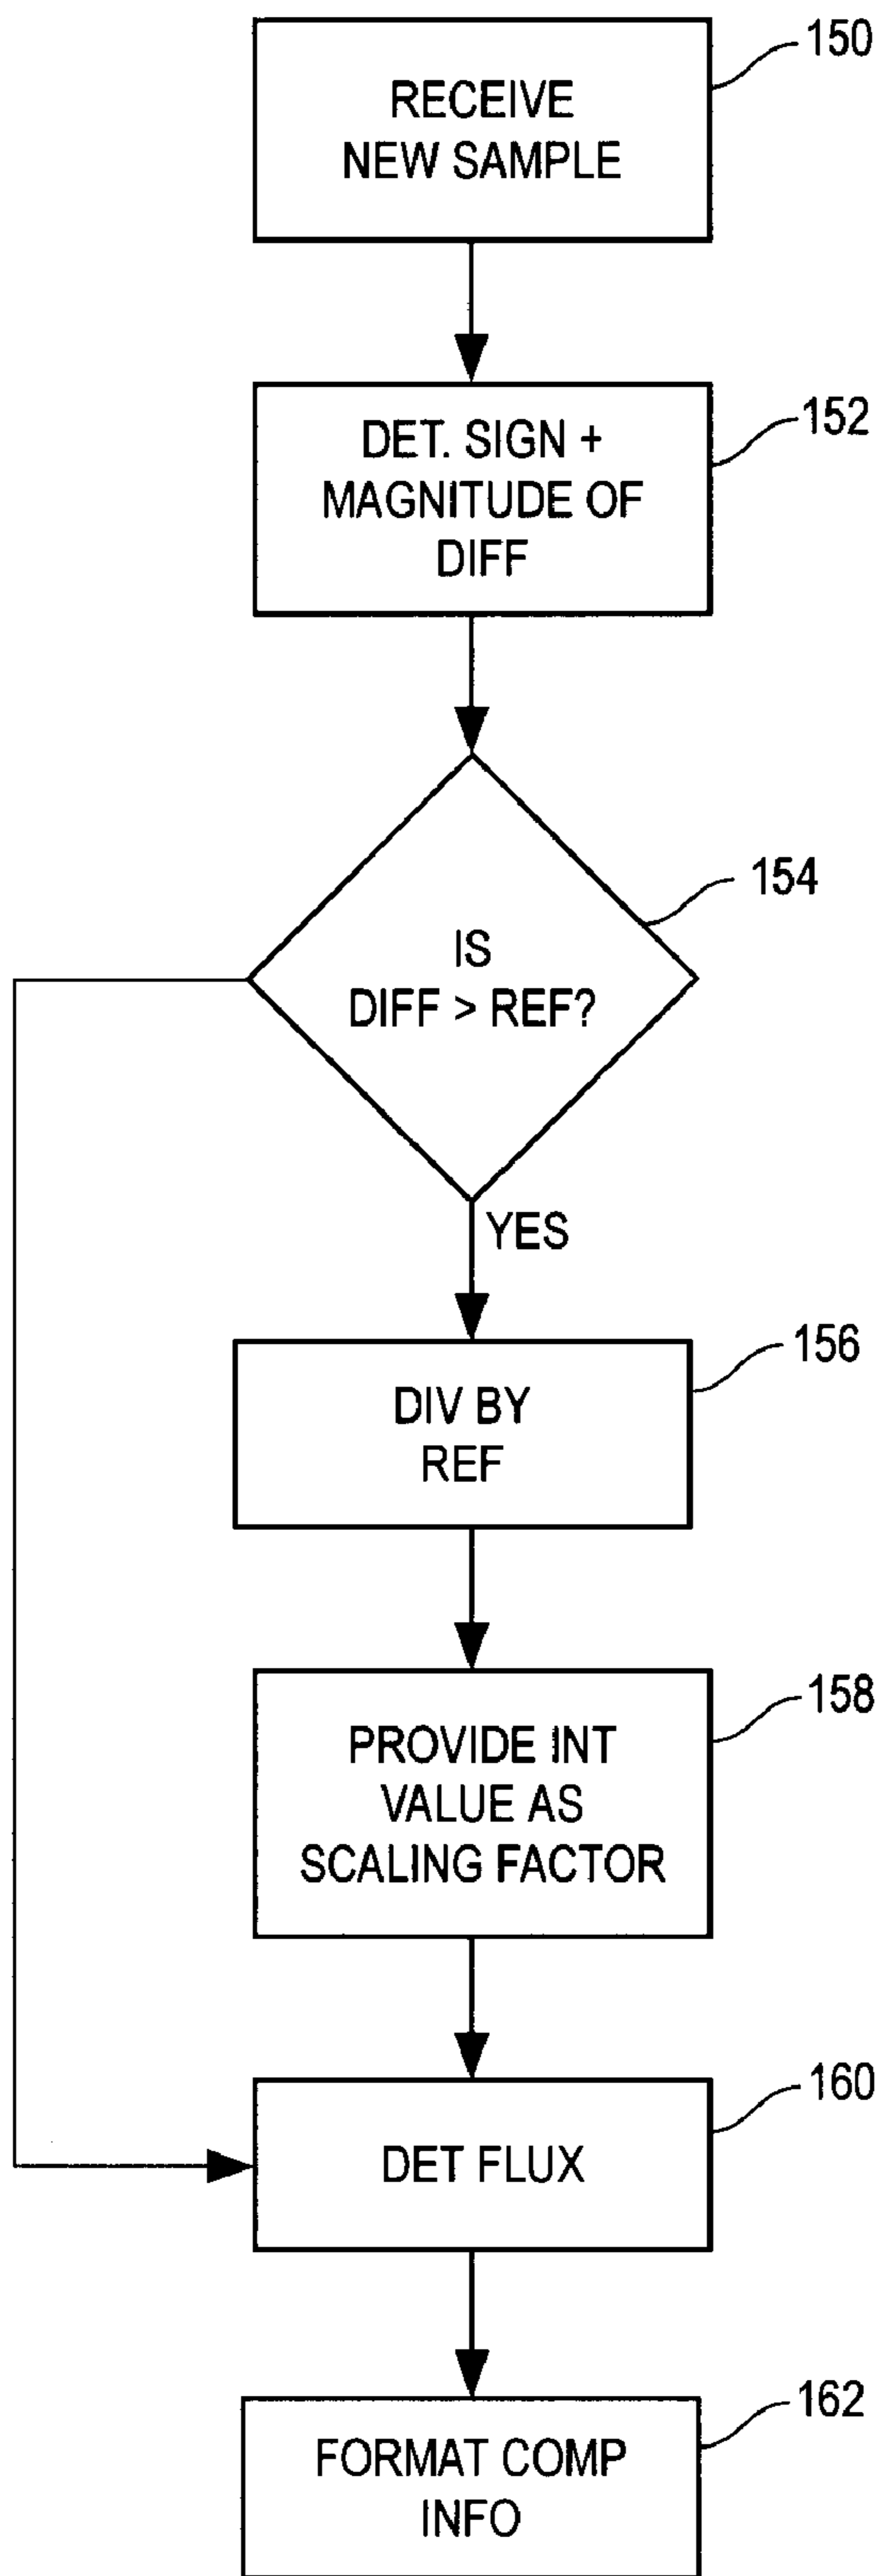 150
RECEIVE
NEW SAMPLE
152
DET. SIGN +
MAGNITUDE OF
DIFF
154
IS
DIFF > REF?
YES
156
DIV BY
REF
158
PROVIDE INT
VALUE AS
SCALING FACTOR
160
DET FLUX
162
FORMAT COMP
INFO